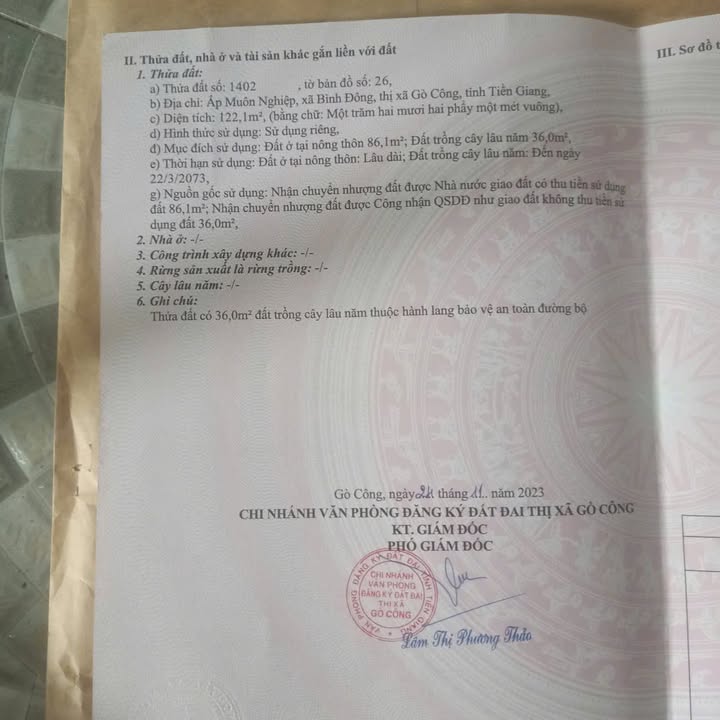 II. Thửa đất, nhà ở và tài sản khác gắn liền với đất
III. Sơ đồ t
1. Thửa đất:
a) Thửa đất số: 1402 , tờ bản đồ số: 26,
b) Địa chỉ: Ấp Muôn Nghiệp, xã Bình Đông, thị xã Gò Công, tỉnh Tiền Giang,
c) Diện tích: 122,1m², (bằng chữ: Một trăm hai mươi hai phẩy một mét vuông),
d) Hình thức sử dụng: Sử dụng riêng,
đ) Mục đích sử dụng: Đất ở tại nông thôn 86,1m²; Đất trồng cây lâu năm 36,0m²,
e) Thời hạn sử dụng: Đất ở tại nông thôn: Lâu dài; Đất trồng cây lâu năm: Đến ngày
22/3/2073,
g) Nguồn gốc sử dụng: Nhận chuyển nhượng đất được Nhà nước giao đất có thu tiền sử dụng
đất 86,1m²; Nhận chuyển nhượng đất được Công nhận QSDĐ như giao đất không thu tiền sử
dụng đất 36,0m²,
2. Nhà ở: -/-
3. Công trình xây dựng khác: -/-
4. Rừng sản xuất là rừng trồng: -/-
5. Cây lâu năm: -/-
6. Ghi chú:
Thửa đất có 36,0m² đất trồng cây lâu năm thuộc hành lang bảo vệ an toàn đường bộ
Gò Công, ngày tháng 11.. năm 2023
CHI NHÁNH VĂN PHÒNG ĐĂNG KÝ ĐẤT ĐAI THỊ XÃ GÒ CÔNG
KT. GIÁM ĐỐC
PHÓ GIÁM ĐỐC
VĂN PHÒNG ĐĂNG KÝ ĐẤT ĐAI TỈNH TIỀN GIANG
CHI NHÁNH
VĂN PHÒNG
ĐĂNG KÝ ĐẤT ĐAI
THỊ XÃ
GÒ CÔNG
Lâm Thị Phương Thảo